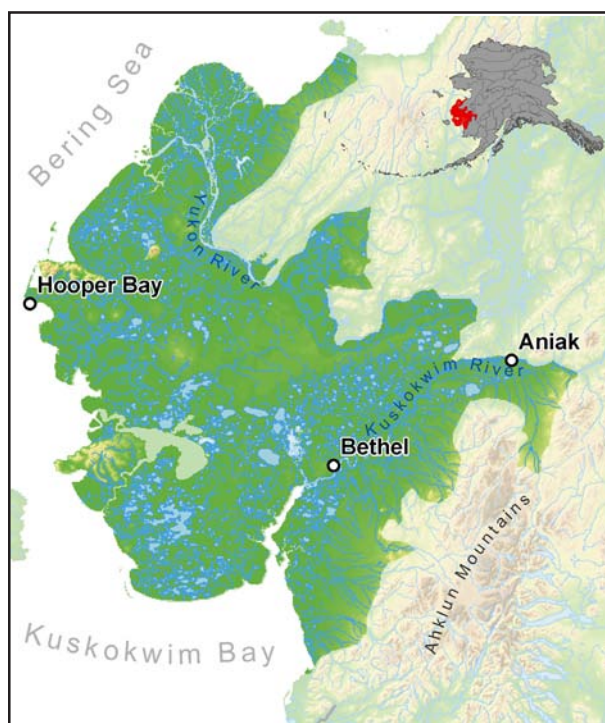 Bering Sea
Yukon River
Hooper Bay
Aniak
Kuskokwim River
Bethel
Ahklun Mountains
Kuskokwim Bay